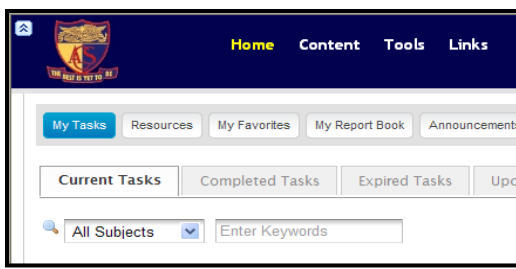 Home Content Tools Links
THE BEST IS YET TO BE
My Tasks Resources My Favorites My Report Book Announcements
Current Tasks Completed Tasks Expired Tasks Upc
All Subjects Enter Keywords